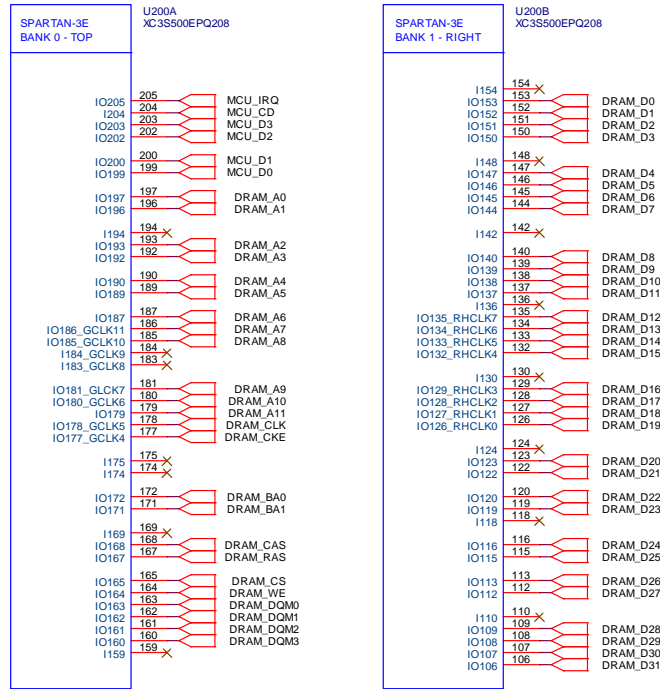 U200A
XC3S500EPQ208
SPARTAN-3E
BANK 0 - TOP
IO205 205 MCU_IRQ
I204 204 MCU_CD
IO203 203 MCU_D3
IO202 202 MCU_D2
IO200 200 MCU_D1
IO199 199 MCU_D0
IO197 197 DRAM_A0
IO196 196 DRAM_A1
I194 194
IO193 193 DRAM_A2
IO192 192 DRAM_A3
IO190 190 DRAM_A4
IO189 189 DRAM_A5
IO187 187 DRAM_A6
IO186_GCLK11 186 DRAM_A7
IO185_GCLK10 185 DRAM_A8
I184_GCLK9 184
I183_GCLK8 183
IO181_GLCK7 181 DRAM_A9
IO180_GCLK6 180 DRAM_A10
IO179 179 DRAM_A11
IO178_GCLK5 178 DRAM_CLK
IO177_GCLK4 177 DRAM_CKE
I175 175
I174 174
IO172 172 DRAM_BA0
IO171 171 DRAM_BA1
I169 169
IO168 168 DRAM_CAS
IO167 167 DRAM_RAS
IO165 165 DRAM_CS
IO164 164 DRAM_WE
IO163 163 DRAM_DQM0
IO162 162 DRAM_DQM1
IO161 161 DRAM_DQM2
IO160 160 DRAM_DQM3
I159 159
U200B
XC3S500EPQ208
SPARTAN-3E
BANK 1 - RIGHT
I154 154
IO153 153 DRAM_D0
IO152 152 DRAM_D1
IO151 151 DRAM_D2
IO150 150 DRAM_D3
I148 148
IO147 147 DRAM_D4
IO146 146 DRAM_D5
IO145 145 DRAM_D6
IO144 144 DRAM_D7
I142 142
IO140 140 DRAM_D8
IO139 139 DRAM_D9
IO138 138 DRAM_D10
IO137 137 DRAM_D11
I136 136
IO135_RHCLK7 135 DRAM_D12
IO134_RHCLK6 134 DRAM_D13
IO133_RHCLK5 133 DRAM_D14
IO132_RHCLK4 132 DRAM_D15
I130 130
IO129_RHCLK3 129 DRAM_D16
IO128_RHCLK2 128 DRAM_D17
IO127_RHCLK1 127 DRAM_D18
IO126_RHCLK0 126 DRAM_D19
I124 124
IO123 123 DRAM_D20
IO122 122 DRAM_D21
IO120 120 DRAM_D22
IO119 119 DRAM_D23
I118 118
IO116 116 DRAM_D24
IO115 115 DRAM_D25
IO113 113 DRAM_D26
IO112 112 DRAM_D27
I110 110
IO109 109 DRAM_D28
IO108 108 DRAM_D29
IO107 107 DRAM_D30
IO106 106 DRAM_D31